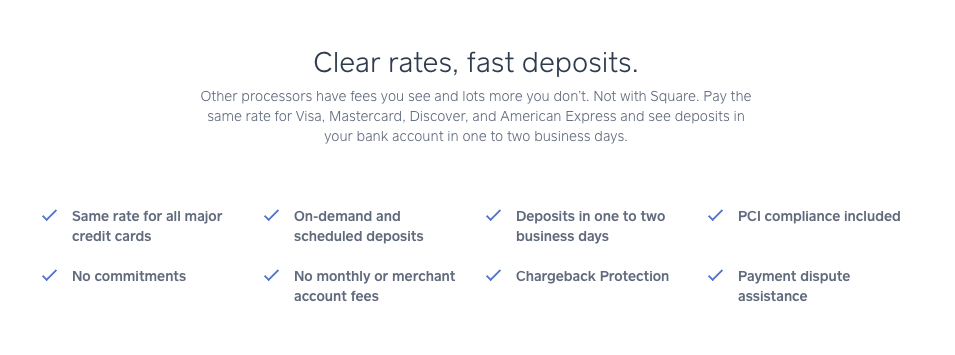 Clear rates, fast deposits.
Other processors have fees you see and lots more you don't. Not with Square. Pay the
same rate for Visa, Mastercard, Discover, and American Express and see deposits in
your bank account in one to two business days.
Same rate for all major
credit cards
On-demand and
scheduled deposits
Deposits in one to two
business days
PCI compliance included
No commitments
No monthly or merchant
account fees
Chargeback Protection
Payment dispute
assistance